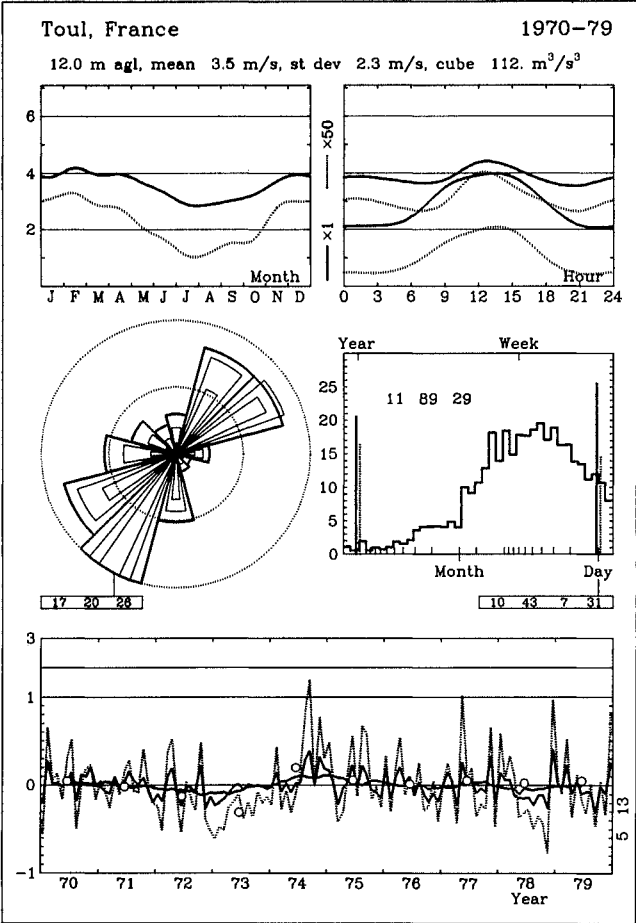 Toul, France 1970-79
12.0 m agl, mean 3.5 m/s, st dev 2.3 m/s, cube 112. m³/s³
6
4
2
Month
J F M A M J J A S O N D
×50
×1
Hour
0 3 6 9 12 15 18 21 24
Year Week
25
20
15
10
5
0
11 89 29
Month Day
17 20 26
10 43 7 31
3
1
0
-1
5 13
70 71 72 73 74 75 76 77 78 79
Year